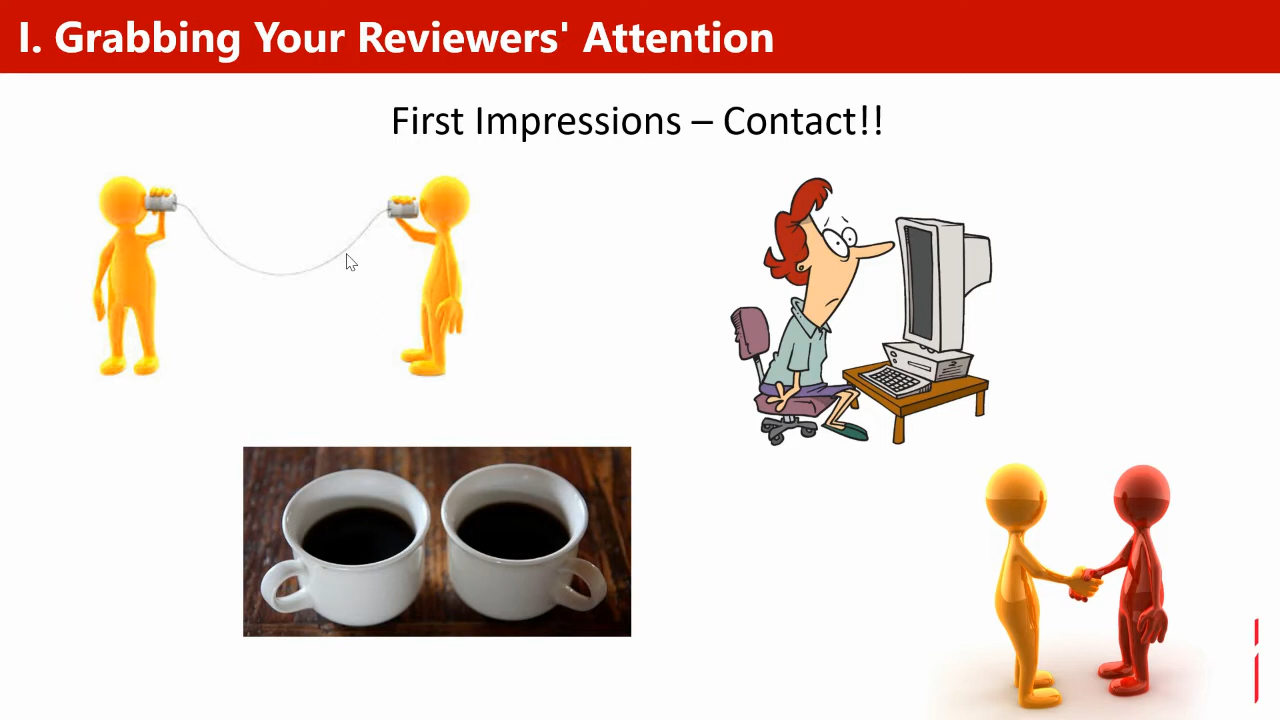 I. Grabbing Your Reviewers' Attention
First Impressions – Contact!!